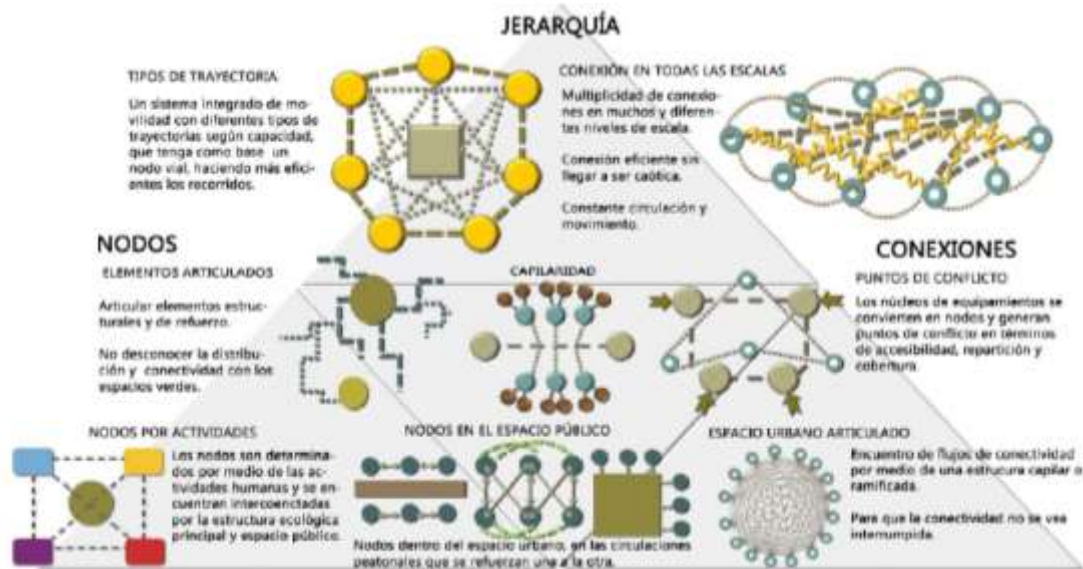 JERARQUÍA
TIPOS DE TRAYECTORIA
Un sistema integrado de mo-
vilidad con diferentes tipos de
trayectorias según capacidad,
que tenga como base un
nodo vial, haciendo más efici-
entes los recorridos.
CONEXIÓN EN TODAS LAS ESCALAS
Multiplicidad de conexio-
nes en muchos y diferen-
tes niveles de escala.
Conexión eficiente sin
llegar a ser caótica.
Constante circulación y
movimiento.
NODOS
ELEMENTOS ARTICULADOS
Articular elementos estruc-
turales y de refuerzo.
No desconocer la distribu-
ción y conectividad con los
espacios verdes.
CAPILARIDAD
CONEXIONES
PUNTOS DE CONFLICTO
Los núcleos de equipamientos se
convierten en nodos y generan
puntos de conflicto en términos
de accesibilidad, repartición y
cobertura.
NODOS POR ACTIVIDADES
Los nodos son determina-
dos por medio de las ac-
tividades humanas y se en-
cuentran intercoenctadas
por la estructura ecológica
principal y espacio público.
NODOS EN EL ESPACIO PÚBLICO
Nodos dentro del espacio urbano, en las circulaciones
peatonales que se refuerzan una a la otra.
ESPACIO URBANO ARTICULADO
Encuentro de flujos de conectividad
por medio de una estrucura capilar o
ramificada.
Para que la conectividad no se vea
interrumpida.